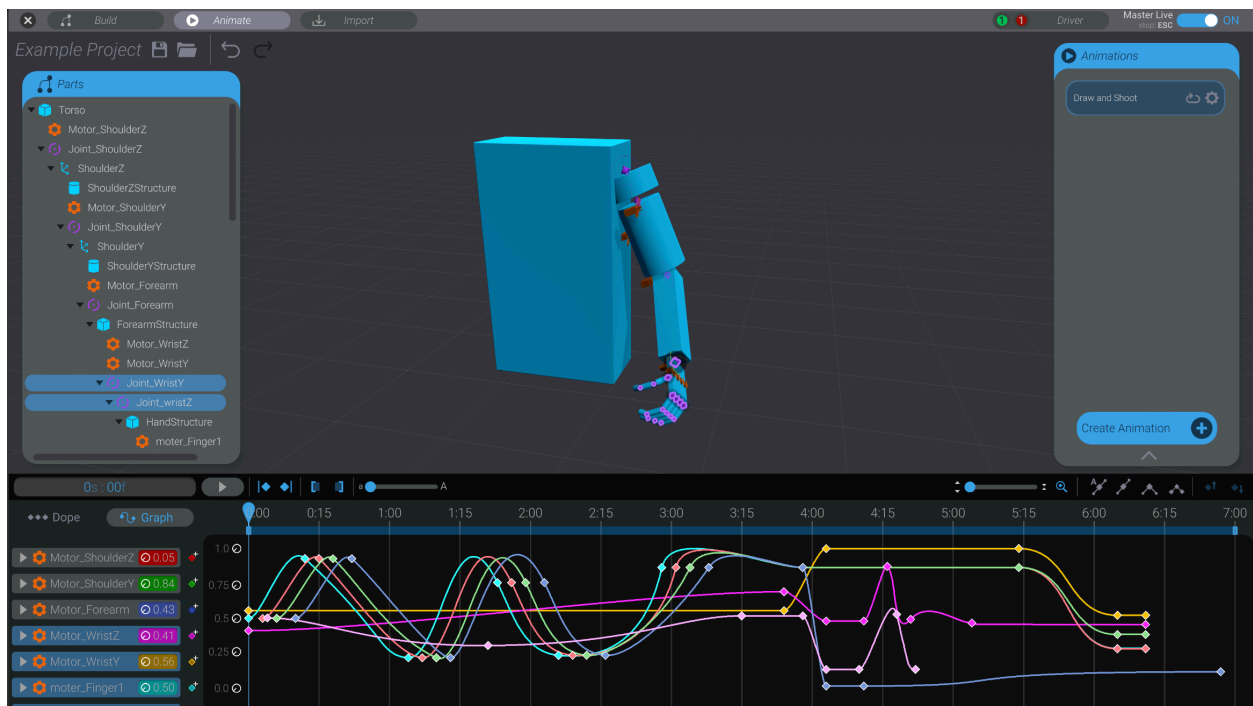 Build
Animate
Import
1
1
Driver
Master Live
stop: ESC
ON
Example Project
Parts
Torso
Motor_ShoulderZ
Joint_ShoulderZ
ShoulderZ
ShoulderZStructure
Motor_ShoulderY
Joint_ShoulderY
ShoulderY
ShoulderYStructure
Motor_Forearm
Joint_Forearm
ForearmStructure
Motor_WristZ
Motor_WristY
Joint_WristY
Joint_wristZ
HandStructure
moter_Finger1
Animations
Draw and Shoot
Create Animation
0s : 00f
a
A
Dope
Graph
0:15 1:00 1:15 2:00 2:15 3:00 3:15 4:00 4:15 5:00 5:15 6:00 6:15 7:00
Motor_ShoulderZ 0.05
Motor_ShoulderY 0.84
Motor_Forearm 0.43
Motor_WristZ 0.41
Motor_WristY 0.56
moter_Finger1 0.50
1.0
0.75
0.5
0.25
0.0